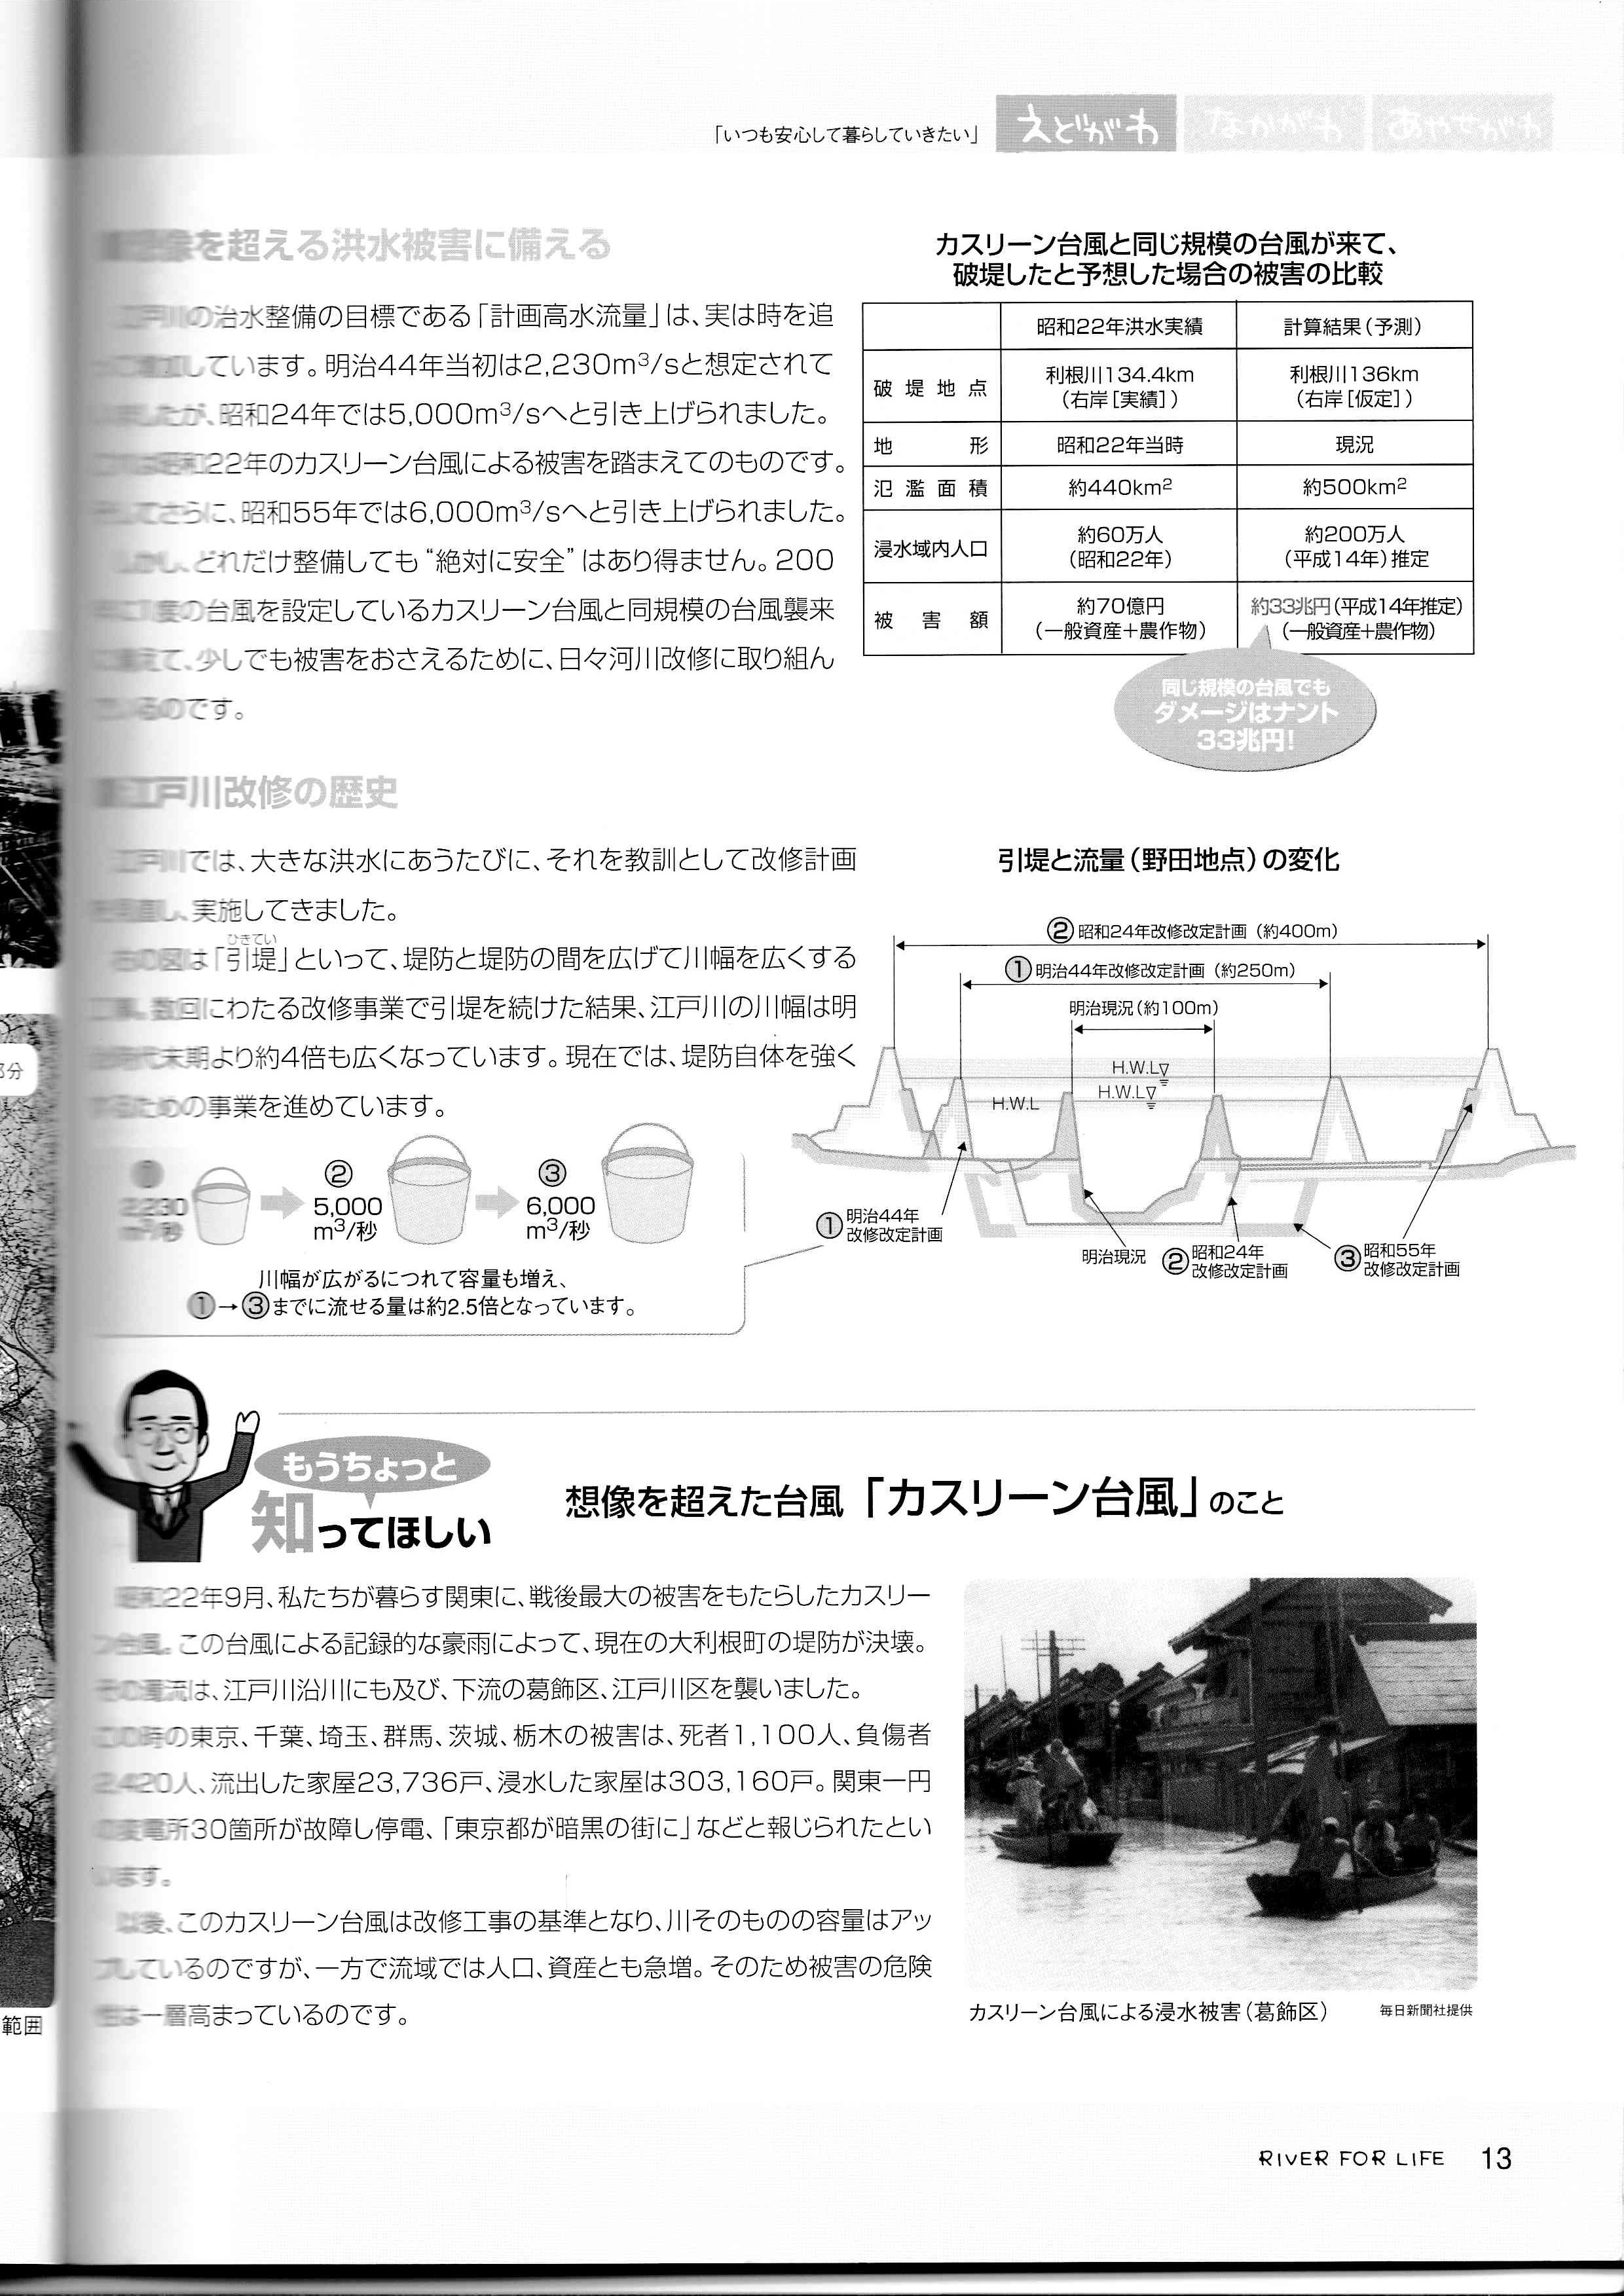 「いつも安心して暮らしていきたい」
えどがわ
なかがわ
あやせがわ
像を超える洪水被害に備える
江戸川の治水整備の目標である「計画高水流量」は、実は時を追
しています。明治44年当初は2,230m³/sと想定されて
ましたが、昭和24年では5,000m³/sへと引き上げられました。
昭和22年のカスリーン台風による被害を踏まえてのものです。
そしてさらに、昭和55年では6,000m³/sへと引き上げられました。
しかし、どれだけ整備しても“絶対に安全”はあり得ません。200
年に1度の台風を設定しているカスリーン台風と同規模の台風襲来
に備えて、少しでも被害をおさえるために、日々河川改修に取り組ん
でいるのです。
カスリーン台風と同じ規模の台風が来て、
破堤したと予想した場合の被害の比較
昭和22年洪水実績 計算結果(予測)
破堤地点 利根川134.4km(右岸[実績]) 利根川136km(右岸[仮定])
地形 昭和22年当時 現況
氾濫面積 約440km² 約500km²
浸水域内人口 約60万人(昭和22年) 約200万人(平成14年)推定
被害額 約70億円(一般資産+農作物) 約33兆円(平成14年推定)(一般資産+農作物)
同じ規模の台風でも
ダメージはナント
33兆円!
江戸川改修の歴史
江戸川では、大きな洪水にあうたびに、それを教訓として改修計画
を見直し、実施してきました。
ひきてい
右の図は「引堤」といって、堤防と堤防の間を広げて川幅を広くする
工事。数回にわたる改修事業で引堤を続けた結果、江戸川の川幅は明
治時代末期より約4倍も広くなっています。現在では、堤防自体を強く
するための事業を進めています。
① 2,230 m³/秒
② 5,000 m³/秒
③ 6,000 m³/秒
川幅が広がるにつれて容量も増え、
①→③までに流せる量は約2.5倍となっています。
引堤と流量(野田地点)の変化
②昭和24年改修改定計画(約400m)
①明治44年改修改定計画(約250m)
明治現況(約100m)
H.W.L
H.W.L
H.W.L
①明治44年
改修改定計画
明治現況
②昭和24年
改修改定計画
③昭和55年
改修改定計画
もうちょっと
知ってほしい
想像を超えた台風「カスリーン台風」のこと
昭和22年9月、私たちが暮らす関東に、戦後最大の被害をもたらしたカスリー
ン台風。この台風による記録的な豪雨によって、現在の大利根町の堤防が決壊。
その濁流は、江戸川沿川にも及び、下流の葛飾区、江戸川区を襲いました。
この時の東京、千葉、埼玉、群馬、茨城、栃木の被害は、死者1,100人、負傷者
2,420人、流出した家屋23,736戸、浸水した家屋は303,160戸。関東一円
の変電所30箇所が故障し停電、「東京都が暗黒の街に」などと報じられたとい
います。
以後、このカスリーン台風は改修工事の基準となり、川そのものの容量はアッ
プしているのですが、一方で流域では人口、資産とも急増。そのため被害の危険
性は一層高まっているのです。
カスリーン台風による浸水被害(葛飾区)
毎日新聞社提供
部分
範囲
RIVER FOR LIFE 13